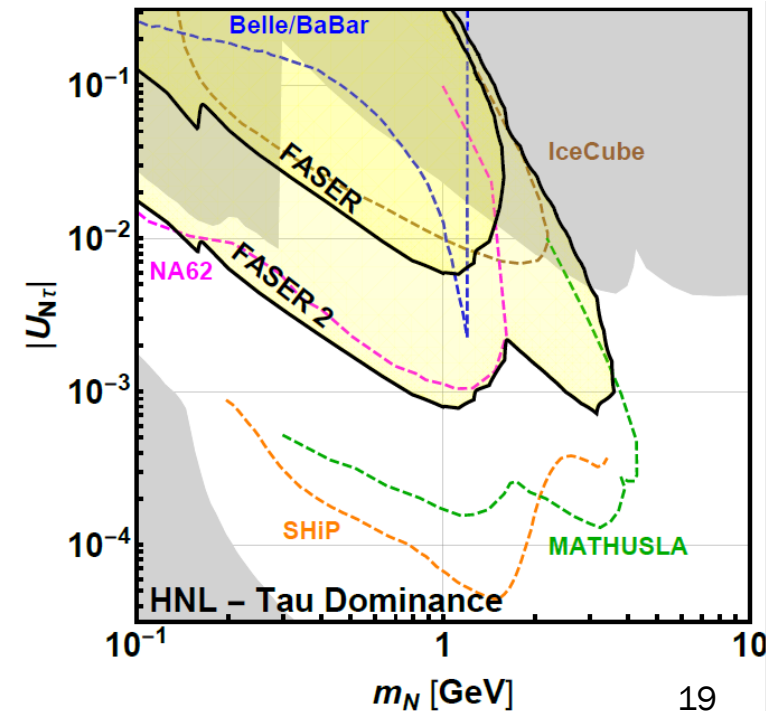 Belle/BaBar
10⁻¹
IceCube
FASER
10⁻²
NA62
FASER 2
|U_Nτ|
10⁻³
SHiP
10⁻⁴
MATHUSLA
HNL – Tau Dominance
10⁻¹ 1 10
m_N [GeV]
19